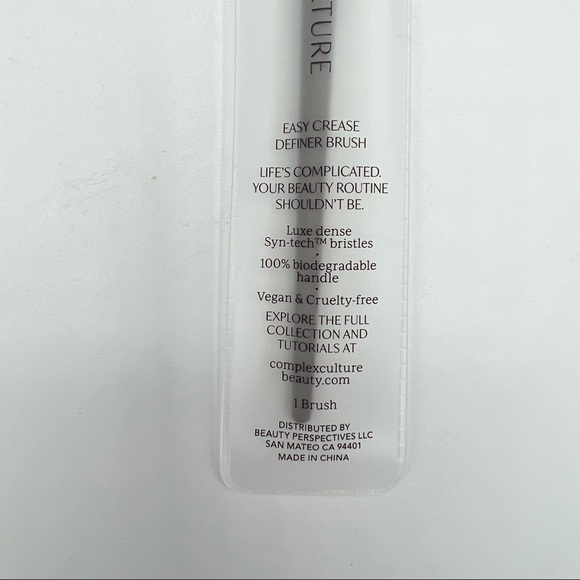 LTURE
EASY CREASE
DEFINER BRUSH
LIFE'S COMPLICATED.
YOUR BEAUTY ROUTINE
SHOULDN'T BE.
Luxe dense
Syn-tech™ bristles
·
100% biodegradable
handle
·
Vegan & Cruelty-free
EXPLORE THE FULL
COLLECTION AND
TUTORIALS AT
complexculture
beauty.com
1 Brush
DISTRIBUTED BY
BEAUTY PERSPECTIVES LLC
SAN MATEO CA 94401
MADE IN CHINA